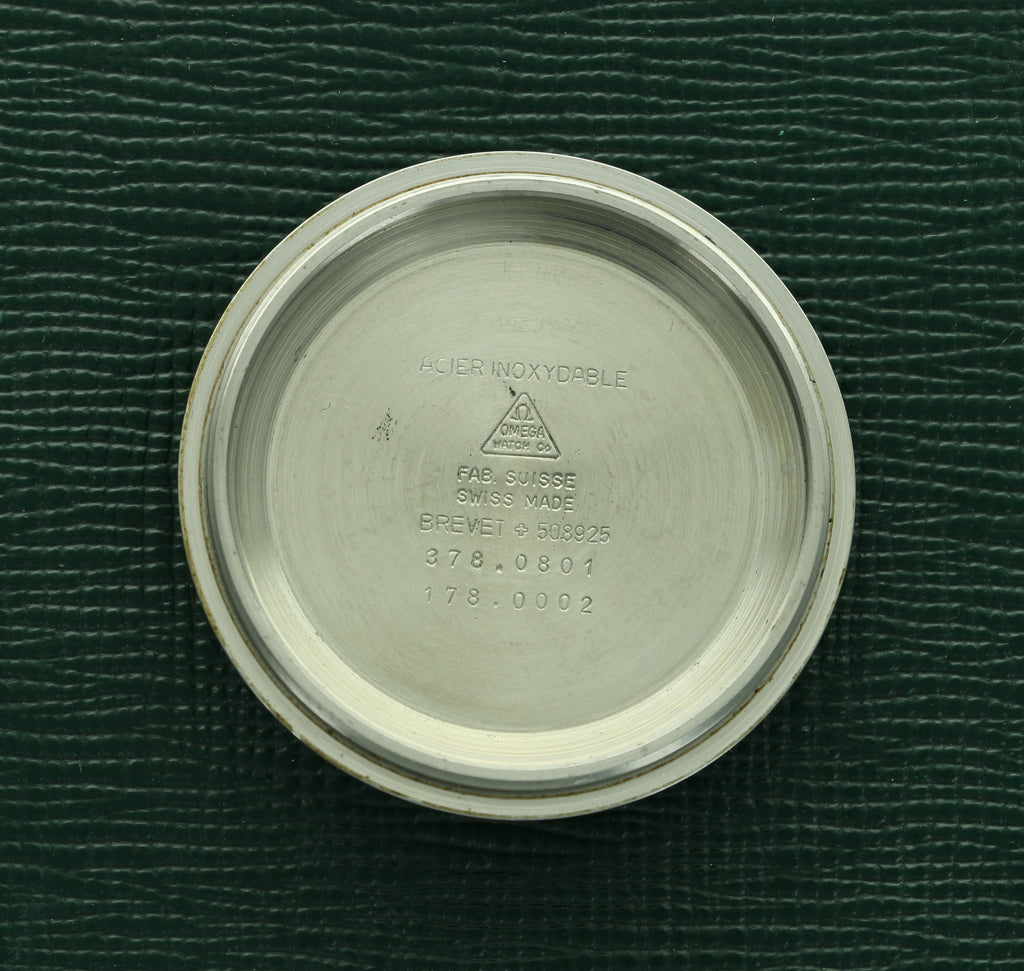 ACIER INOXYDABLE
Ω
OMEGA
WATCH Co
FAB. SUISSE
SWISS MADE
BREVET ✚ 508925
378.0801
178.0002